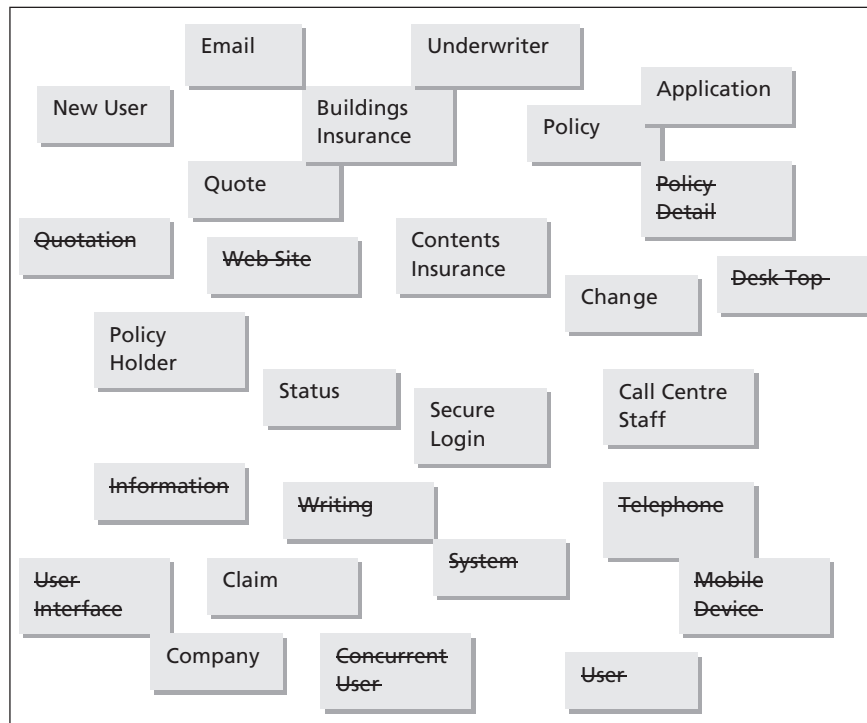 Email
Underwriter
New User
Buildings
Insurance
Policy
Application
Quote
Policy
Detail
Quotation
Web Site
Contents
Insurance
Change
Desk Top
Policy
Holder
Status
Secure
Login
Call Centre
Staff
Information
Writing
Telephone
System
User
Interface
Claim
Mobile
Device
Company
Concurrent
User
User